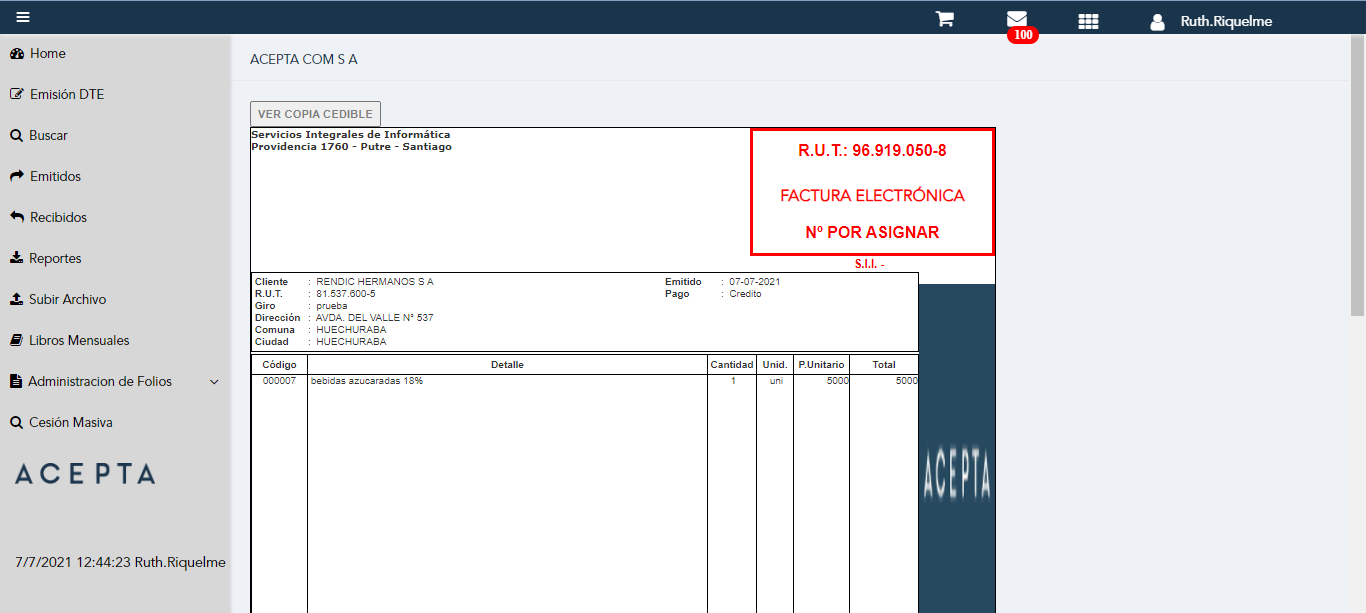 Ruth.Riquelme
100
Home
Emisión DTE
Buscar
Emitidos
Recibidos
Reportes
Subir Archivo
Libros Mensuales
Administracion de Folios
Cesión Masiva
ACEPTA
7/7/2021 12:44:23 Ruth.Riquelme
ACEPTA COM S A
VER COPIA CEDIBLE
Servicios Integrales de Informática
Providencia 1760 - Putre - Santiago
R.U.T.: 96.919.050-8
FACTURA ELECTRÓNICA
Nº POR ASIGNAR
S.I.I. -
Cliente : RENDIC HERMANOS S A Emitido : 07-07-2021
R.U.T. : 81.537.600-5 Pago : Credito
Giro : prueba
Dirección : AVDA. DEL VALLE N° 537
Comuna : HUECHURABA
Ciudad : HUECHURABA
Código Detalle Cantidad Unid. P.Unitario Total
000007 bebidas azucaradas 18% 1 uni 5000 5000
ACEPTA